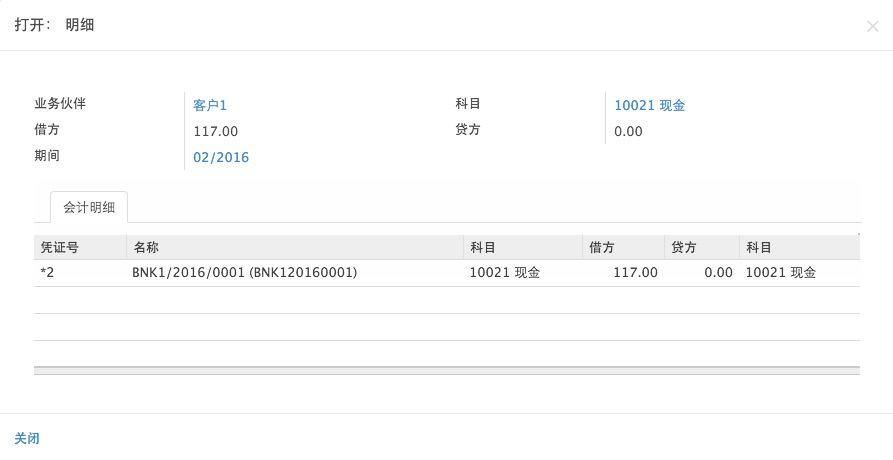 打开： 明细
业务伙伴 客户1 科目 10021 现金
借方 117.00 贷方 0.00
期间 02/2016
会计明细
凭证号 名称 科目 借方 贷方 科目
*2 BNK1/2016/0001 (BNK120160001) 10021 现金 117.00 0.00 10021 现金
关闭